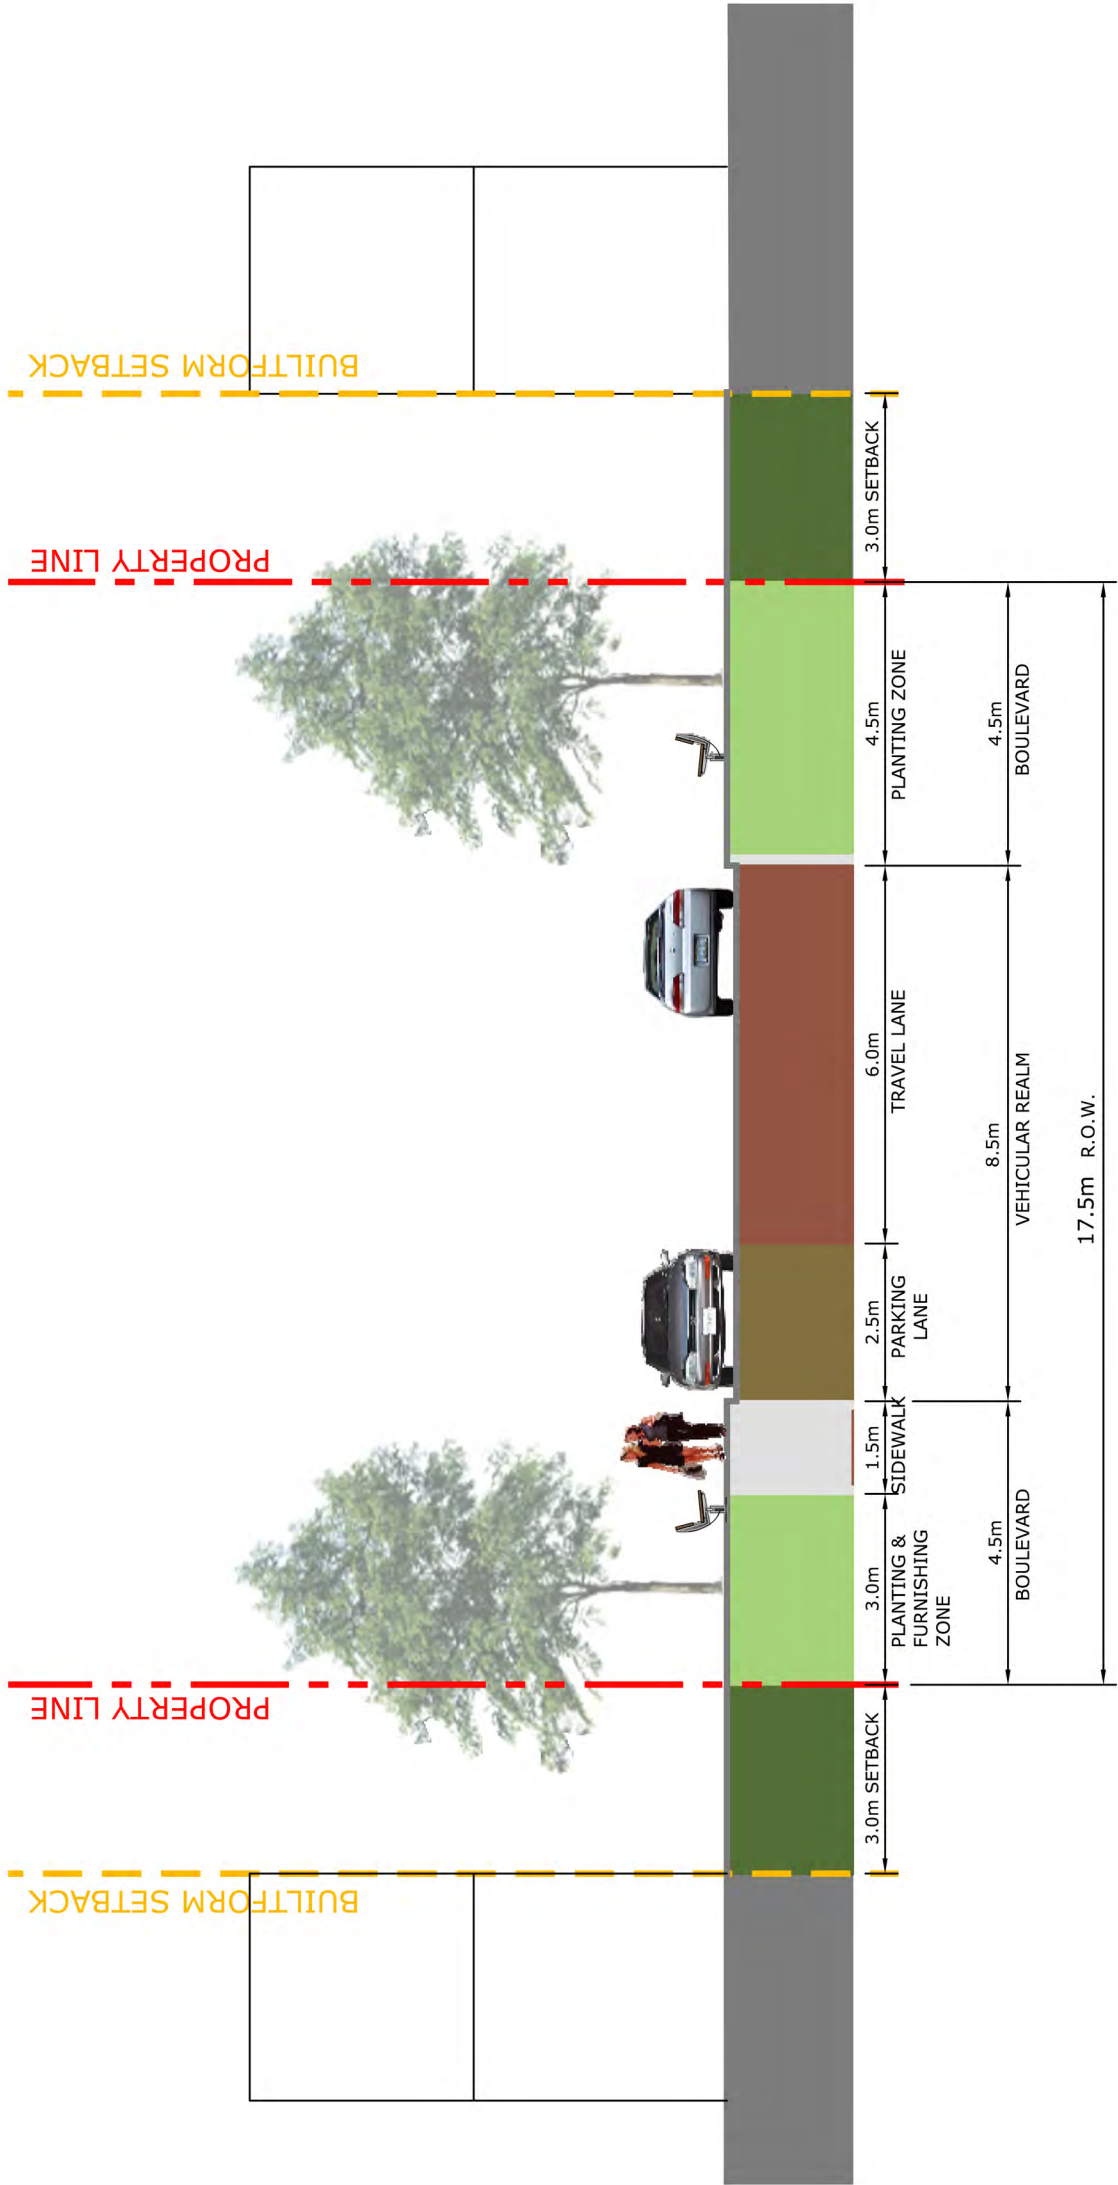 BUILTFORM SETBACK
PROPERTY LINE
PROPERTY LINE
BUILTFORM SETBACK
3.0m SETBACK
3.0m
PLANTING &
FURNISHING
ZONE
1.5m
SIDEWALK
2.5m
PARKING
LANE
6.0m
TRAVEL LANE
4.5m
PLANTING ZONE
3.0m SETBACK
4.5m
BOULEVARD
8.5m
VEHICULAR REALM
4.5m
BOULEVARD
17.5m R.O.W.